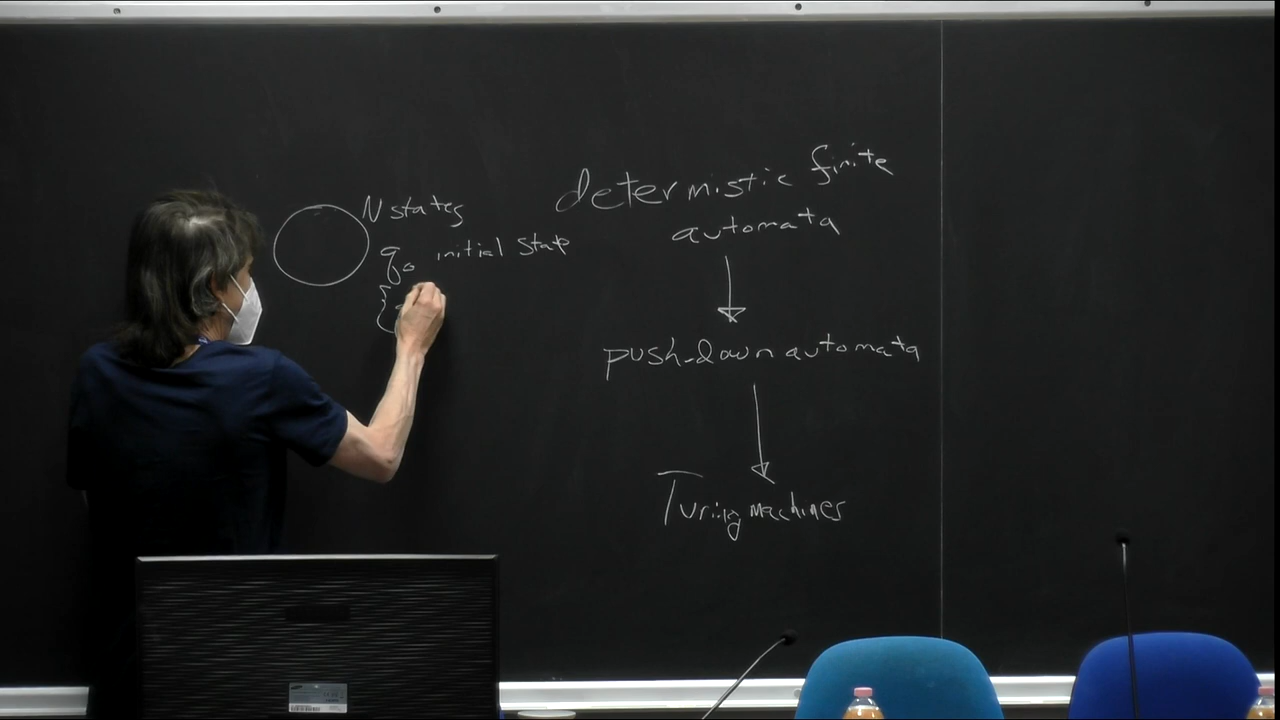 N states
q₀ initial state
{
determistic finite
automata
push-down automata
Turing machines